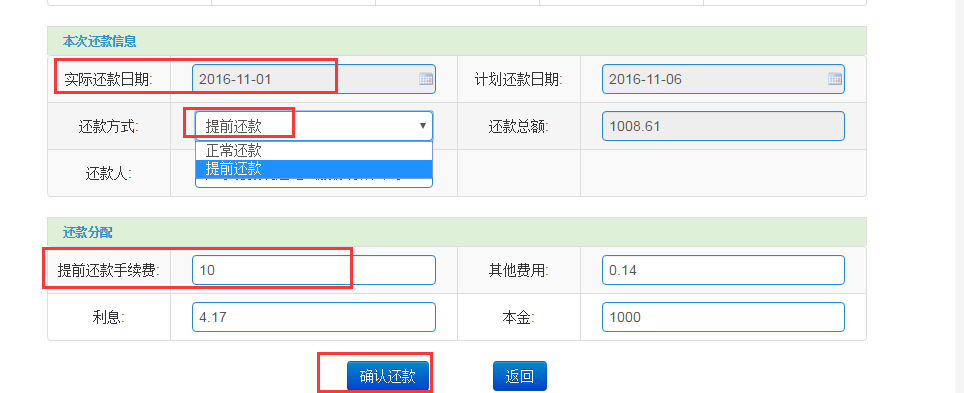 本次还款信息
实际还款日期: 2016-11-01 计划还款日期: 2016-11-06
还款方式: 提前还款 还款总额: 1008.61
正常还款
提前还款
还款人:
还款分配
提前还款手续费: 10 其他费用: 0.14
利息: 4.17 本金: 1000
确认还款 返回